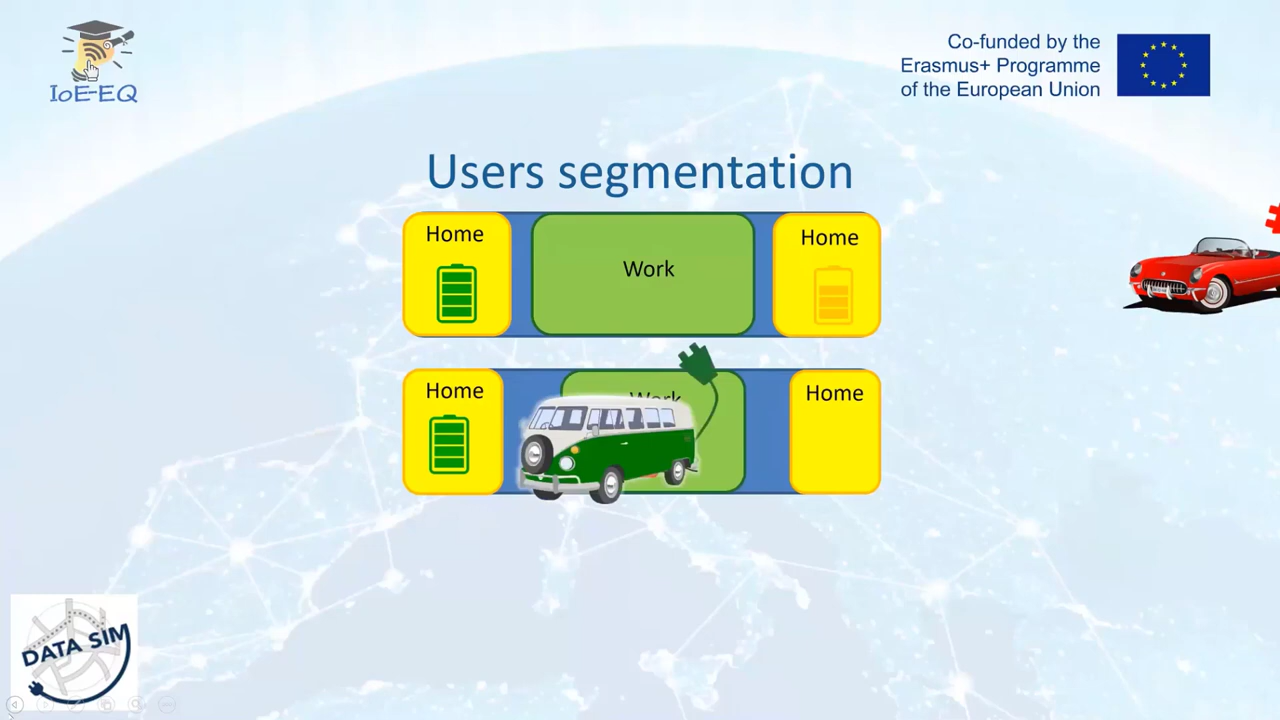 IoE-EQ
Co-funded by the
Erasmus+ Programme
of the European Union
Users segmentation
Home
Work
Home
Home
Work
Home
DATA SIM